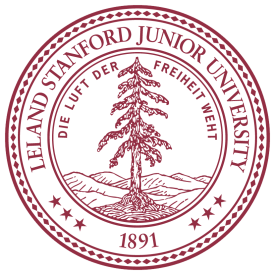 LELAND STANFORD JUNIOR UNIVERSITY
DIE LUFT DER FREIHEIT WEHT
1891